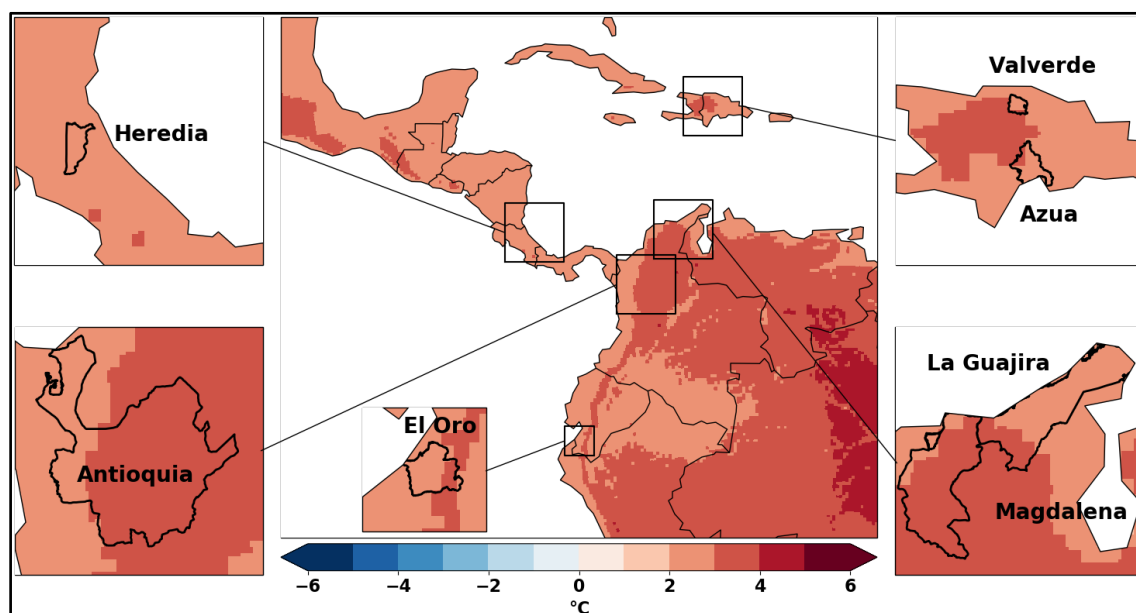 Heredia
Valverde
Azua
Antioquia
El Oro
La Guajira
Magdalena
−6 −4 −2 0 2 4 6
°C